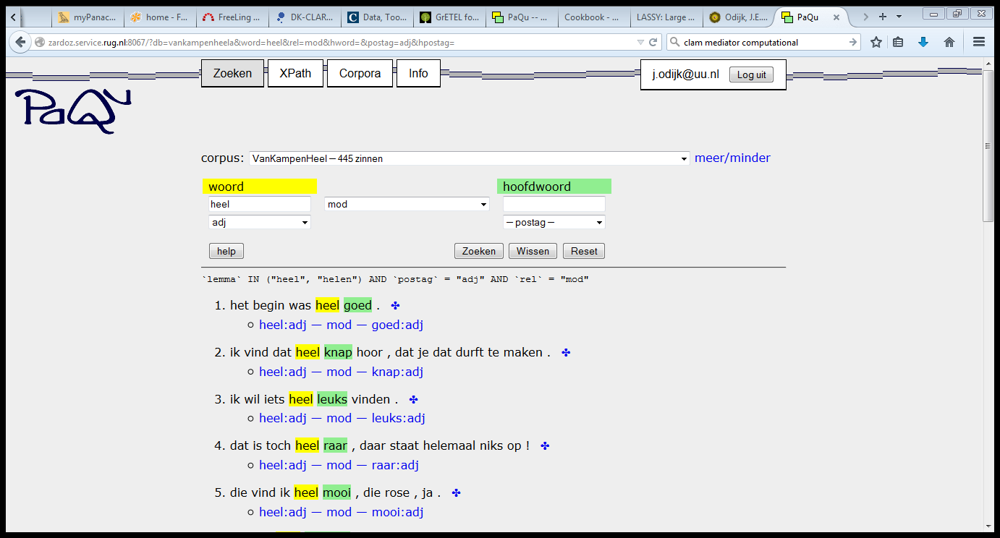 myPanac... home - F... FreeLing ... DK-CLAR... Data, Too... GrETEL fo... PaQu -- ... Cookbook - ... LASSY: Large ... Odijk, J.E.... PaQu
zardoz.service.rug.nl:8067/?db=vankampenheela&word=heel&rel=mod&hword=&postag=adj&hpostag= clam mediator computational
Zoeken XPath Corpora Info j.odijk@uu.nl Log uit
PaQu
corpus: VanKampenHeel — 445 zinnen meer/minder
woord hoofdwoord
heel mod
adj — postag —
help Zoeken Wissen Reset
`lemma` IN ("heel", "helen") AND `postag` = "adj" AND `rel` = "mod"
1. het begin was heel goed .
heel:adj — mod — goed:adj
2. ik vind dat heel knap hoor , dat je dat durft te maken .
heel:adj — mod — knap:adj
3. ik wil iets heel leuks vinden .
heel:adj — mod — leuks:adj
4. dat is toch heel raar , daar staat helemaal niks op !
heel:adj — mod — raar:adj
5. die vind ik heel mooi , die rose , ja .
heel:adj — mod — mooi:adj